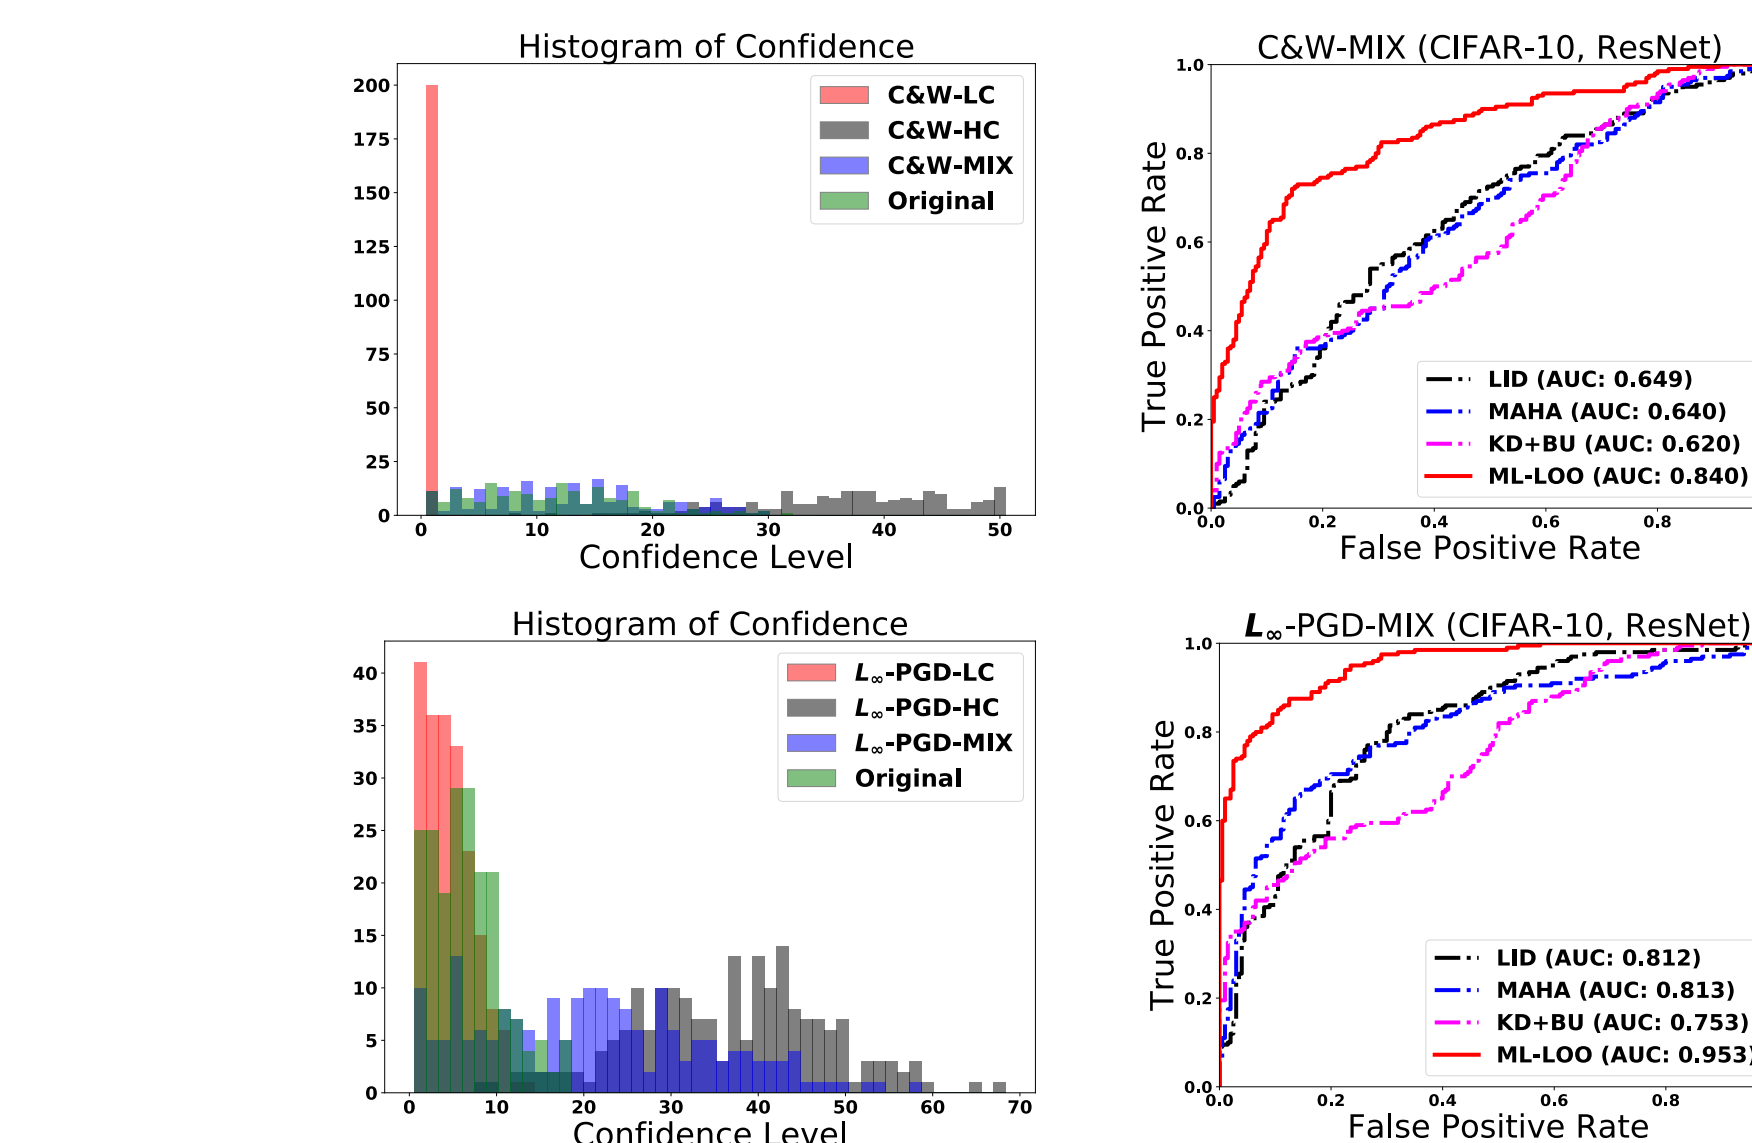 Histogram of Confidence
200
175
150
125
100
75
50
25
0
C&W-LC
C&W-HC
C&W-MIX
Original
0 10 20 30 40 50
Confidence Level
C&W-MIX (CIFAR-10, ResNet)
True Positive Rate
1.0
0.8
0.6
0.4
0.2
0.0
LID (AUC: 0.649)
MAHA (AUC: 0.640)
KD+BU (AUC: 0.620)
ML-LOO (AUC: 0.840)
0.0 0.2 0.4 0.6 0.8
False Positive Rate
Histogram of Confidence
40
35
30
25
20
15
10
5
0
L∞-PGD-LC
L∞-PGD-HC
L∞-PGD-MIX
Original
0 10 20 30 40 50 60 70
Confidence Level
L∞-PGD-MIX (CIFAR-10, ResNet)
True Positive Rate
1.0
0.8
0.6
0.4
0.2
0.0
LID (AUC: 0.812)
MAHA (AUC: 0.813)
KD+BU (AUC: 0.753)
ML-LOO (AUC: 0.953)
0.0 0.2 0.4 0.6 0.8
False Positive Rate